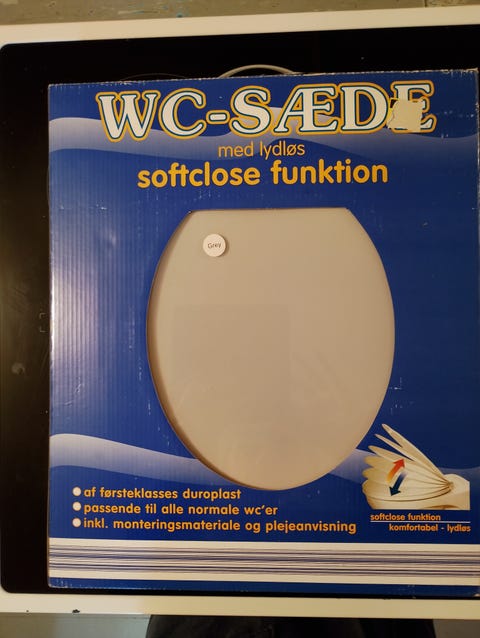 WC-SÆDE
med lydløs
softclose funktion
Grey
af førsteklasses duroplast
passende til alle normale wc'er
inkl. monteringsmateriale og plejeanvisning
softclose funktion
komfortabel - lydløs